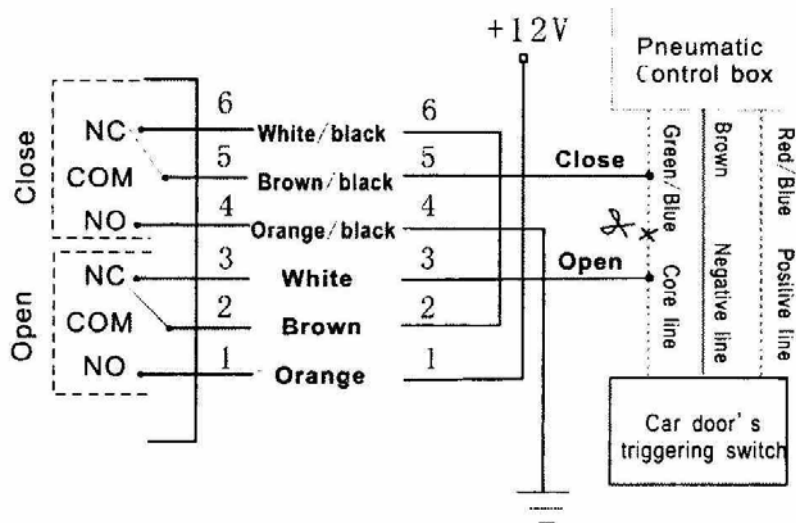 +12V
Pneumatic
Control box
Close
NC
COM
NO
6
5
4
White/black
Brown/black
Orange/black
6
5
4
Close
Open
NC
COM
NO
3
2
1
White
Brown
Orange
3
2
1
Open
Green/Blue
Core line
Brown
Negative line
Red/Blue
Positive line
Car door's
triggering switch